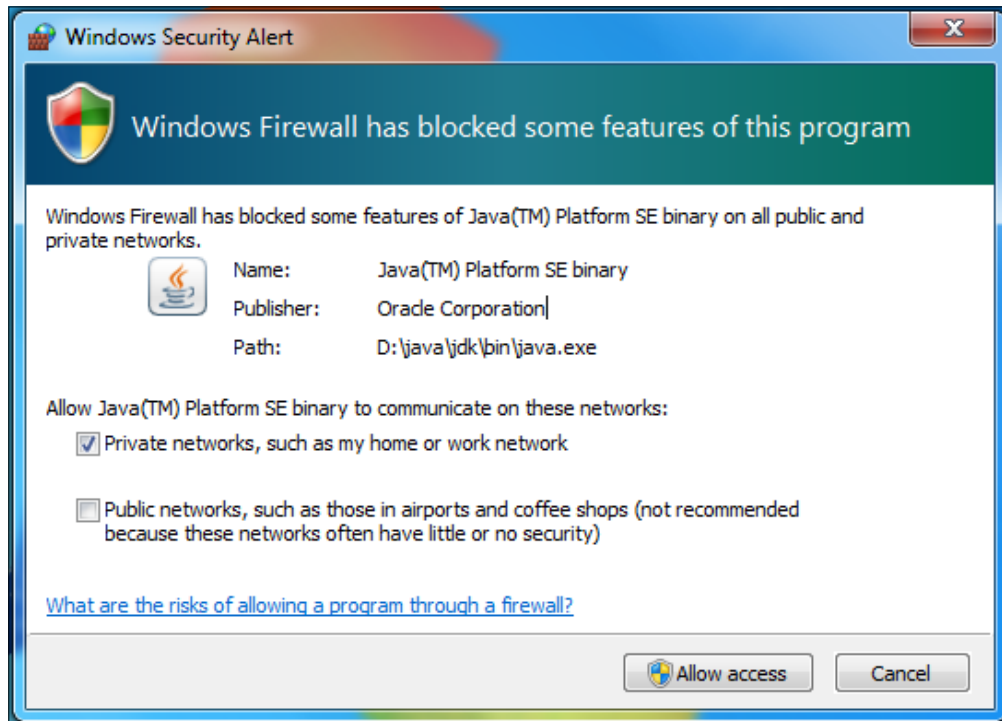 Windows Security Alert
Windows Firewall has blocked some features of this program
Windows Firewall has blocked some features of Java(TM) Platform SE binary on all public and
private networks.
Name: Java(TM) Platform SE binary
Publisher: Oracle Corporation
Path: D:\java\jdk\bin\java.exe
Allow Java(TM) Platform SE binary to communicate on these networks:
Private networks, such as my home or work network
Public networks, such as those in airports and coffee shops (not recommended
because these networks often have little or no security)
What are the risks of allowing a program through a firewall?
Allow access Cancel